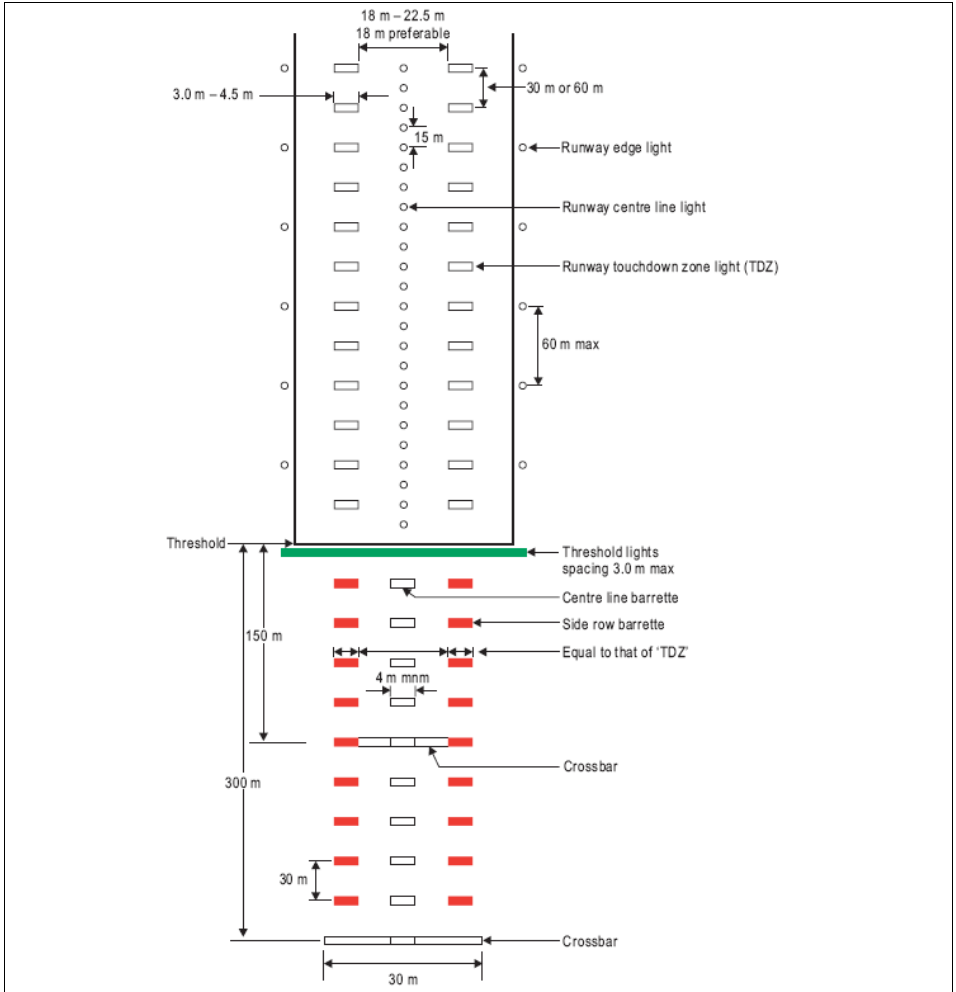 18 m – 22.5 m
18 m preferable
3.0 m – 4.5 m
30 m or 60 m
15 m
Runway edge light
Runway centre line light
Runway touchdown zone light (TDZ)
60 m max
Threshold
Threshold lights
spacing 3.0 m max
Centre line barrette
Side row barrette
150 m
Equal to that of ‘TDZ’
4 m mnm
Crossbar
300 m
30 m
Crossbar
30 m